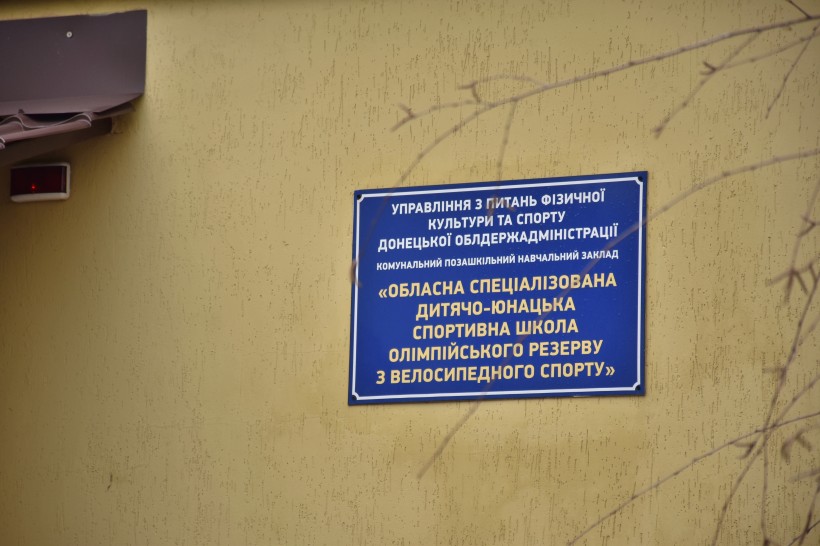 УПРАВЛІННЯ З ПИТАНЬ ФІЗИЧНОЇ
КУЛЬТУРИ ТА СПОРТУ
ДОНЕЦЬКОЇ ОБЛДЕРЖАДМІНІСТРАЦІЇ
КОМУНАЛЬНИЙ ПОЗАШКІЛЬНИЙ НАВЧАЛЬНИЙ ЗАКЛАД
«ОБЛАСНА СПЕЦІАЛІЗОВАНА
ДИТЯЧО-ЮНАЦЬКА
СПОРТИВНА ШКОЛА
ОЛІМПІЙСЬКОГО РЕЗЕРВУ
З ВЕЛОСИПЕДНОГО СПОРТУ»